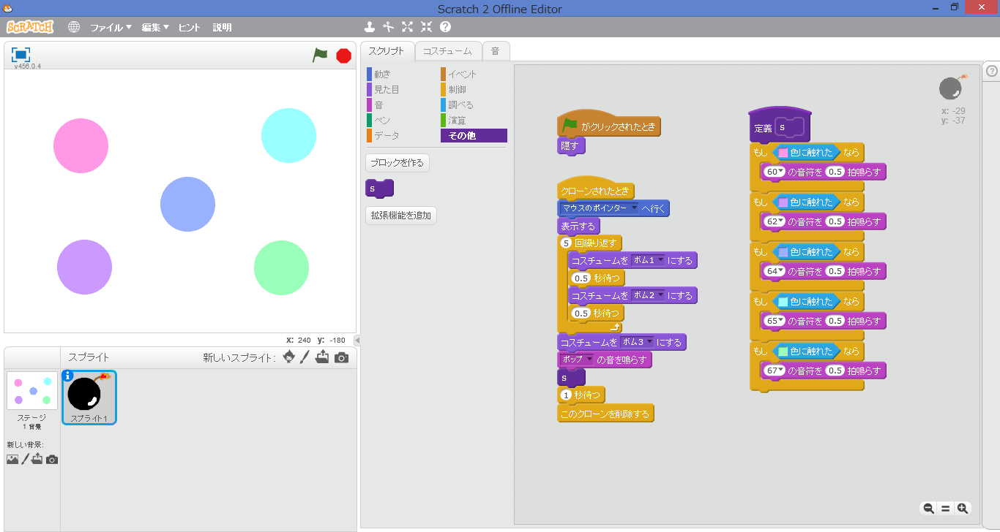 Scratch 2 Offline Editor
SCRATCH ファイル 編集 ヒント 説明
v456.0.4
スクリプト コスチューム 音
動き イベント
見た目 制御
音 調べる
ペン 演算
データ その他
ブロックを作る
s
拡張機能を追加
がクリックされたとき
隠す
クローンされたとき
マウスのポインター へ行く
表示する
5 回繰り返す
コスチュームを ボム1 にする
0.5 秒待つ
コスチュームを ボム2 にする
0.5 秒待つ
コスチュームを ボム3 にする
ポップ の音を鳴らす
s
1 秒待つ
このクローンを削除する
定義 s
もし 色に触れた なら
60 の音符を 0.5 拍鳴らす
もし 色に触れた なら
62 の音符を 0.5 拍鳴らす
もし 色に触れた なら
64 の音符を 0.5 拍鳴らす
もし 色に触れた なら
65 の音符を 0.5 拍鳴らす
もし 色に触れた なら
67 の音符を 0.5 拍鳴らす
x: -29
y: -37
x: 240 y: -180
スプライト 新しいスプライト:
ステージ
1 背景
新しい背景:
スプライト1